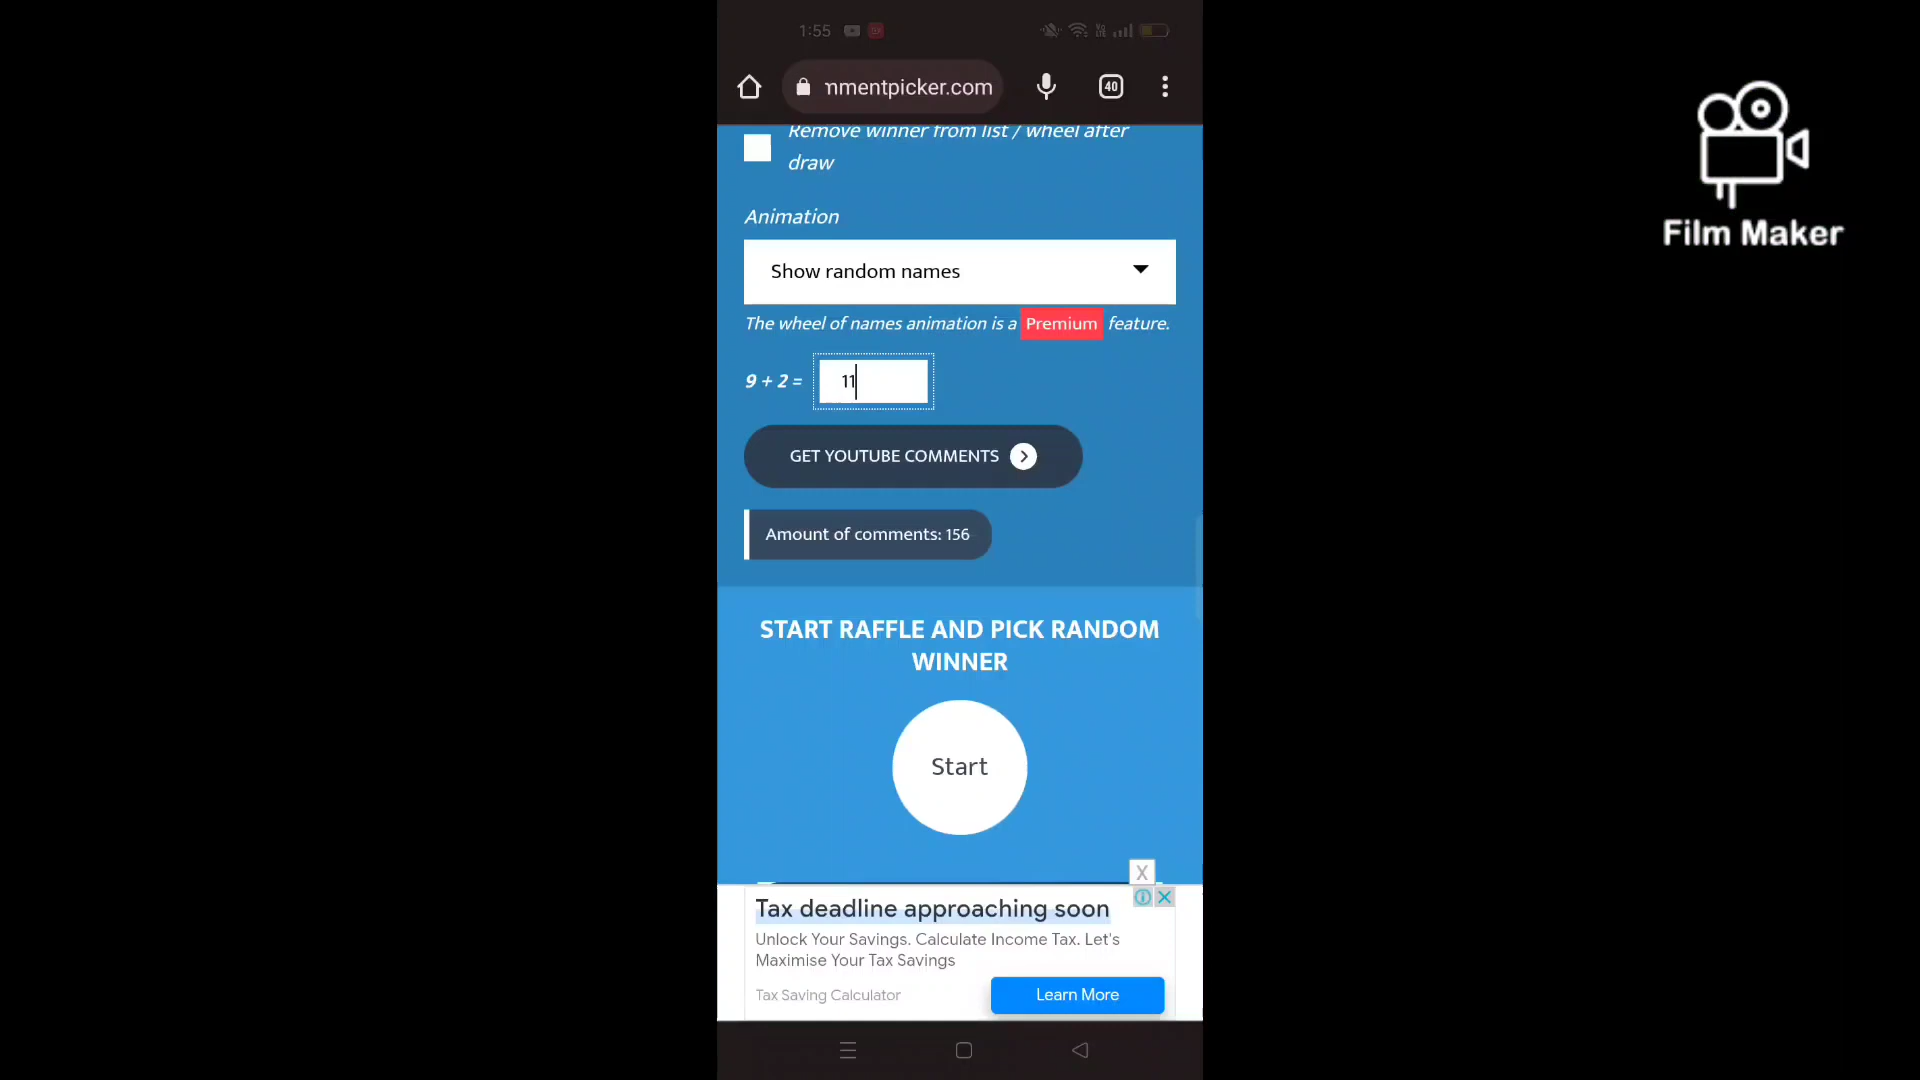 1:55
40
mmentpicker.com
Remove winner from list / wheel after
draw
Animation
Show random names
The wheel of names animation is a Premium feature.
9 + 2 = 11
GET YOUTUBE COMMENTS
Amount of comments: 156
START RAFFLE AND PICK RANDOM
WINNER
Start
X
Tax deadline approaching soon
Unlock Your Savings. Calculate Income Tax. Let's
Maximise Your Tax Savings
Tax Saving Calculator
Learn More
Film Maker